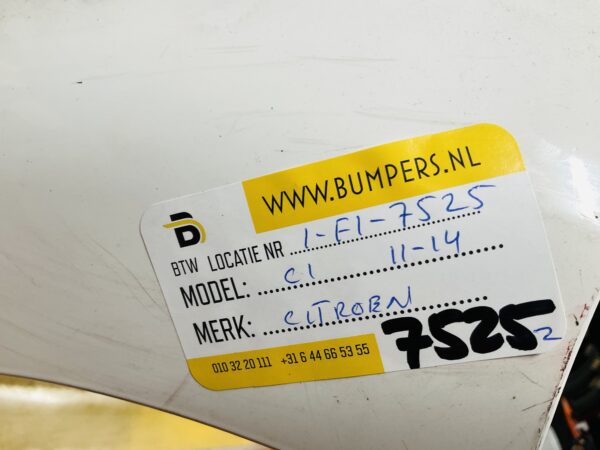 WWW.BUMPERS.NL
B
BTW LOCATIE NR 1-F1-7525
MODEL: C1 11-14
MERK: CITROEN
010 32 20 111 +31 6 44 66 53 55
7525 2